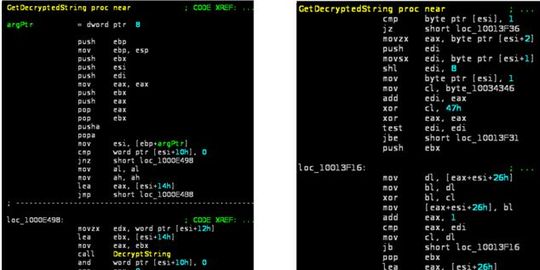 GetDecryptedString proc near ; CODE XREF: ...
argPtr = dword ptr 8
push ebp
mov ebp, esp
push ebx
push esi
push edi
mov eax, eax
push ebx
push eax
pop eax
pop ebx
pusha
popa
mov esi, [ebp+argPtr]
cmp word ptr [esi+10h], 0
jnz short loc_1000E498
mov al, al
mov ah, ah
lea eax, [esi+14h]
jmp short
; ---------------------------------------------
loc_1000E498: ; CODE XREF: ...
movzx edx, word ptr [esi+12h]
lea ebx, [esi+14h]
mov eax, ebx
call DecryptString
and word ptr [esi+10h], 0
GetDecryptedString proc near ; ...
cmp byte ptr [esi], 1
jz short loc_10013F36
movzx eax, byte ptr [esi+2]
push edi
movsx edi, byte ptr [esi+1]
shl edi, 8
mov byte ptr [esi], 1
mov cl, byte_10034346
add edi, eax
xor cl, 47h
xor eax, eax
test edi, edi
jbe short loc_10013F31
push ebx
loc_10013F16: ; ...
mov dl, [eax+esi+26h]
mov bl, dl
xor bl, cl
mov [eax+esi+26h], bl
add eax, 1
cmp eax, edi
mov cl, dl
jb short loc_10013F16
pop ebx
lea eax, [esi+26h]